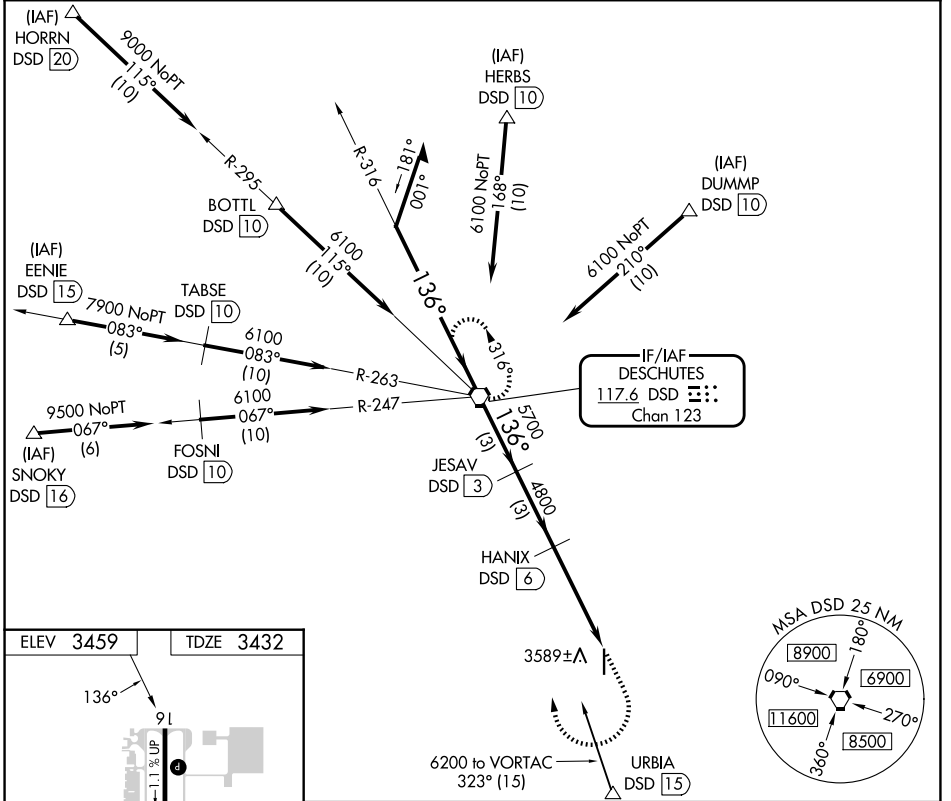 (IAF)
HORRN
DSD 20
9000 NoPT
115°
(10)
R-295
BOTTL
DSD 10
6100
115°
(10)
R-316
181°
001°
(IAF)
HERBS
DSD 10
6100 NoPT
168°
(10)
(IAF)
DUMMP
DSD 10
6100 NoPT
210°
(10)
136°
316°
(IAF)
EENIE
DSD 15
7900 NoPT
083°
(5)
TABSE
DSD 10
6100
083°
(10)
R-263
9500 NoPT
067°
(6)
(IAF)
SNOKY
DSD 16
6100
067°
(10)
R-247
FOSNI
DSD 10
IF/IAF
DESCHUTES
117.6 DSD
Chan 123
5700
136°
(3)
JESAV
DSD 3
4800
(3)
HANIX
DSD 6
3589±
6200 to VORTAC
323° (15)
URBIA
DSD 15
MSA DSD 25 NM
8900
180°
090°
6900
11600
270°
8500
360°
ELEV 3459
TDZE 3432
136°
16
1.1 % UP
P